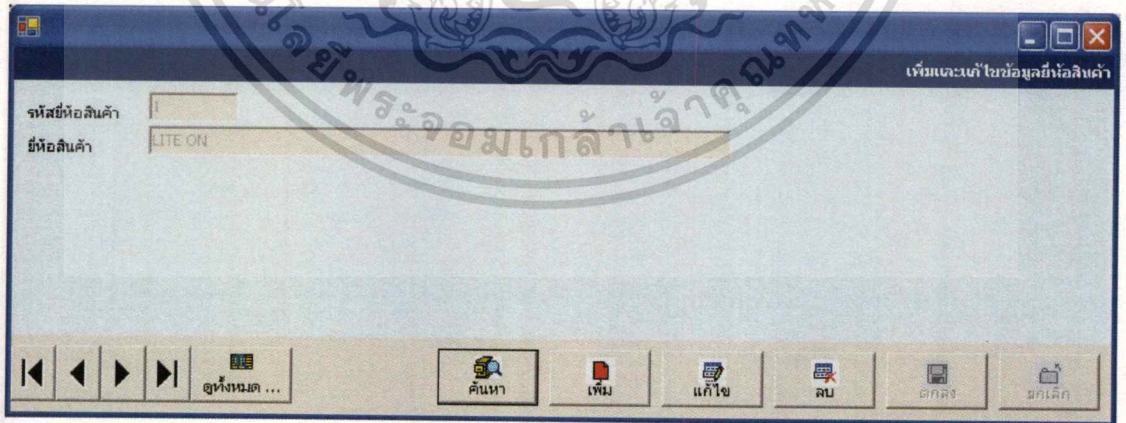 เพิ่มและแก้ไขข้อมูลยี่ห้อสินค้า
รหัสยี่ห้อสินค้า 1
ยี่ห้อสินค้า LITE ON
ดูทั้งหมด ... ค้นหา เพิ่ม แก้ไข ลบ ตกลง ยกเลิก